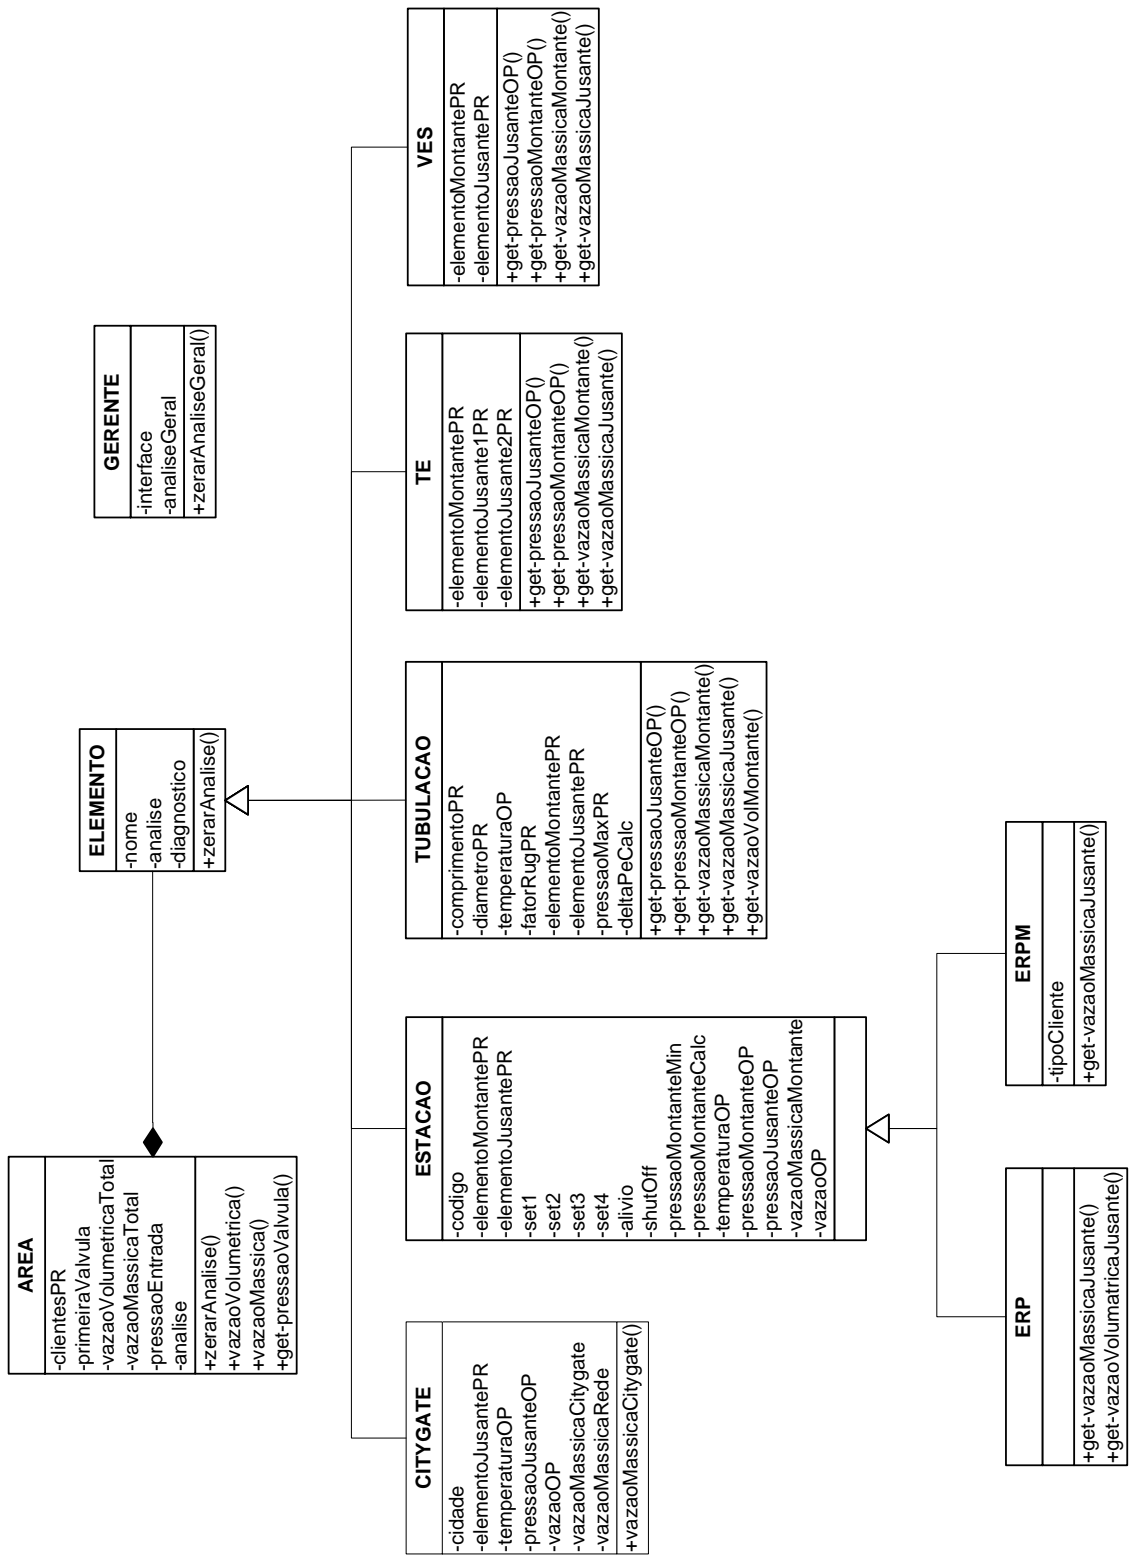 AREA
-clientesPR
-primeiraValvula
-vazaoVolumetricaTotal
-vazaoMassicaTotal
-pressaoEntrada
-analise
+zerarAnalise()
+vazaoVolumetrica()
+vazaoMassica()
+get-pressaoValvula()
ELEMENTO
-nome
-analise
-diagnostico
+zerarAnalise()
GERENTE
-interface
-analiseGeral
+zerarAnaliseGeral()
CITYGATE
-cidade
-elementoJusantePR
-temperaturaOP
-pressaoJusanteOP
-vazaoOP
-vazaoMassicaCitygate
-vazaoMassicaRede
+vazaoMassicaCitygate()
ESTACAO
-codigo
-elementoMontantePR
-elementoJusantePR
-set1
-set2
-set3
-set4
-alivio
-shutOff
-pressaoMontanteMin
-pressaoMontanteCalc
-temperaturaOP
-pressaoMontanteOP
-pressaoJusanteOP
-vazaoMassicaMontante
-vazaoOP
TUBULACAO
-comprimentoPR
-diametroPR
-temperaturaOP
-fatorRugPR
-elementoMontantePR
-elementoJusantePR
-pressaoMaxPR
-deltaPeCalc
+get-pressaoJusanteOP()
+get-pressaoMontanteOP()
+get-vazaoMassicaMontante()
+get-vazaoMassicaJusante()
+get-vazaoVolMontante()
TE
-elementoMontantePR
-elementoJusante1PR
-elementoJusante2PR
+get-pressaoJusanteOP()
+get-pressaoMontanteOP()
+get-vazaoMassicaMontante()
+get-vazaoMassicaJusante()
VES
-elementoMontantePR
-elementoJusantePR
+get-pressaoJusanteOP()
+get-pressaoMontanteOP()
+get-vazaoMassicaMontante()
+get-vazaoMassicaJusante()
ERP
+get-vazaoMassicaJusante()
+get-vazaoVolumatricaJusante()
ERPM
-tipoCliente
+get-vazaoMassicaJusante()